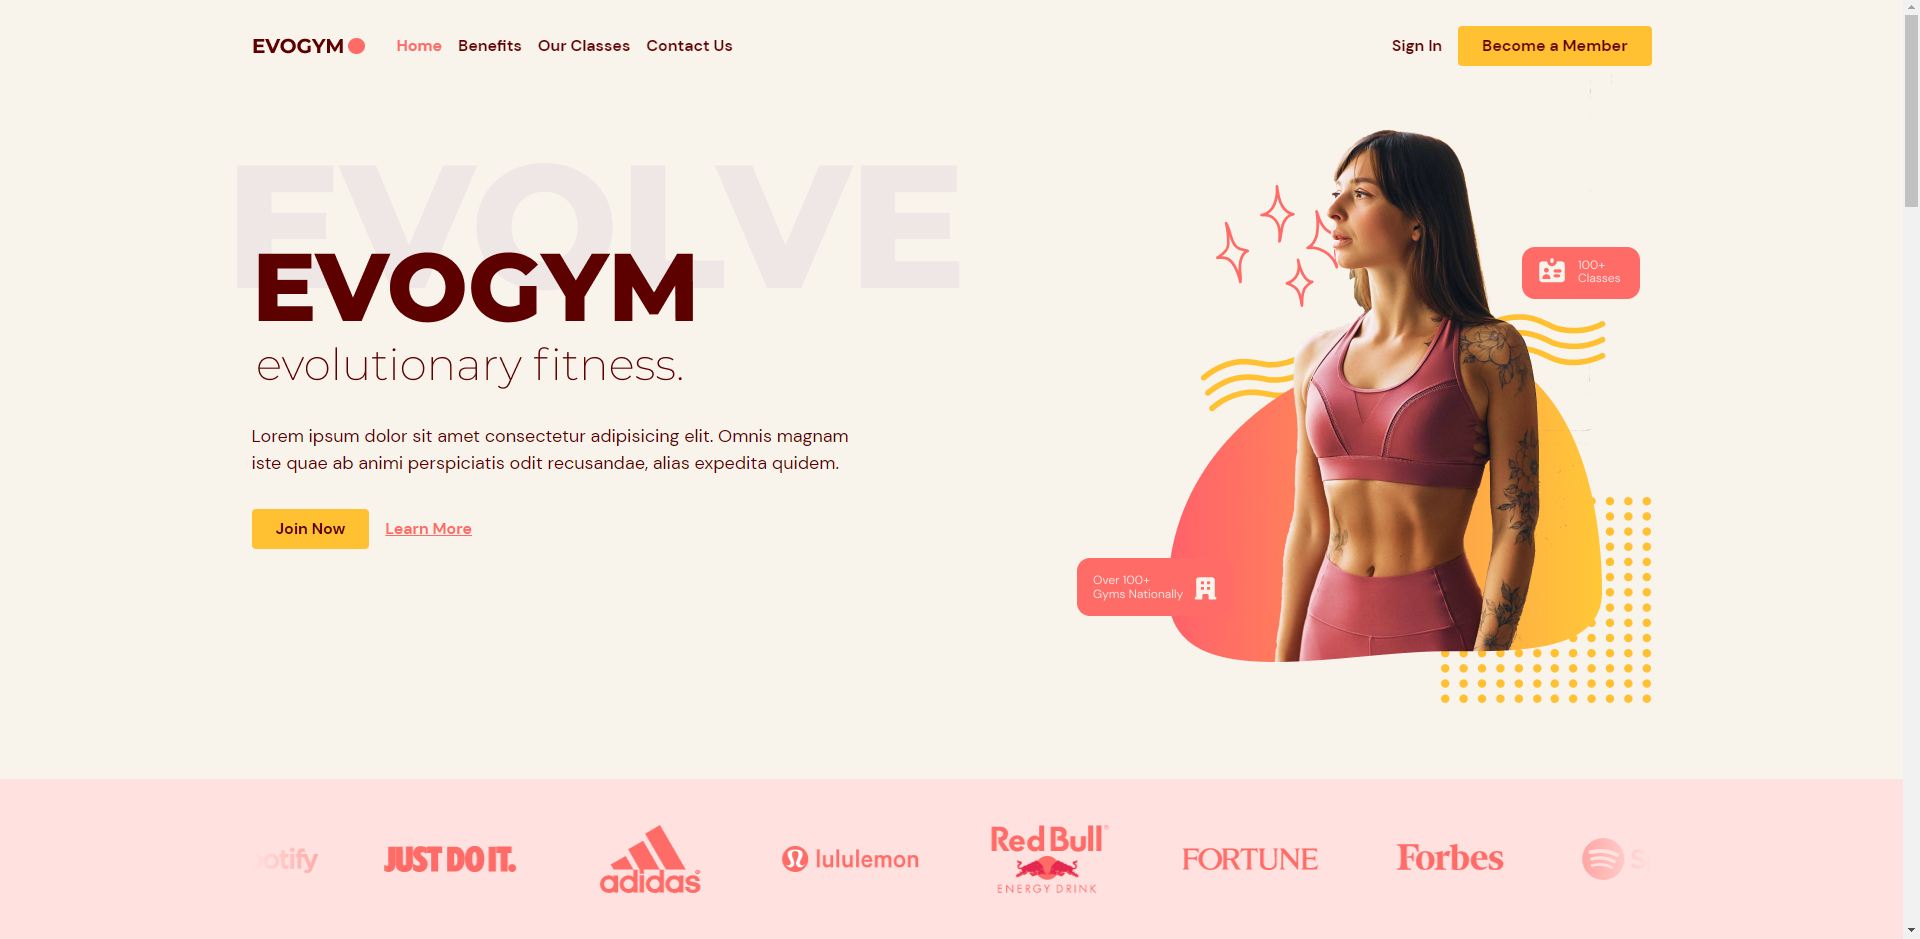 EVOGYM
Home Benefits Our Classes Contact Us
Sign In
Become a Member
EVOLVE
EVOGYM
evolutionary fitness.
Lorem ipsum dolor sit amet consectetur adipisicing elit. Omnis magnam
iste quae ab animi perspiciatis odit recusandae, alias expedita quidem.
Join Now
Learn More
100+
Classes
Over 100+
Gyms Nationally
otify
JUST DO IT.
adidas
lululemon
Red Bull
ENERGY DRINK
FORTUNE
Forbes
S